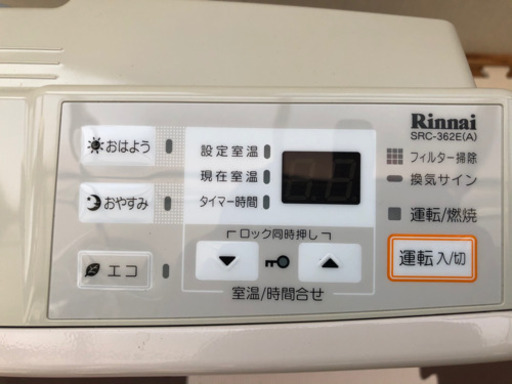 Rinnai
SRC-362E(A)
おはよう
おやすみ
エコ
設定室温
現在室温
タイマー時間
フィルター掃除
換気サイン
運転/燃焼
ロック同時押し
室温/時間合せ
運転 入/切